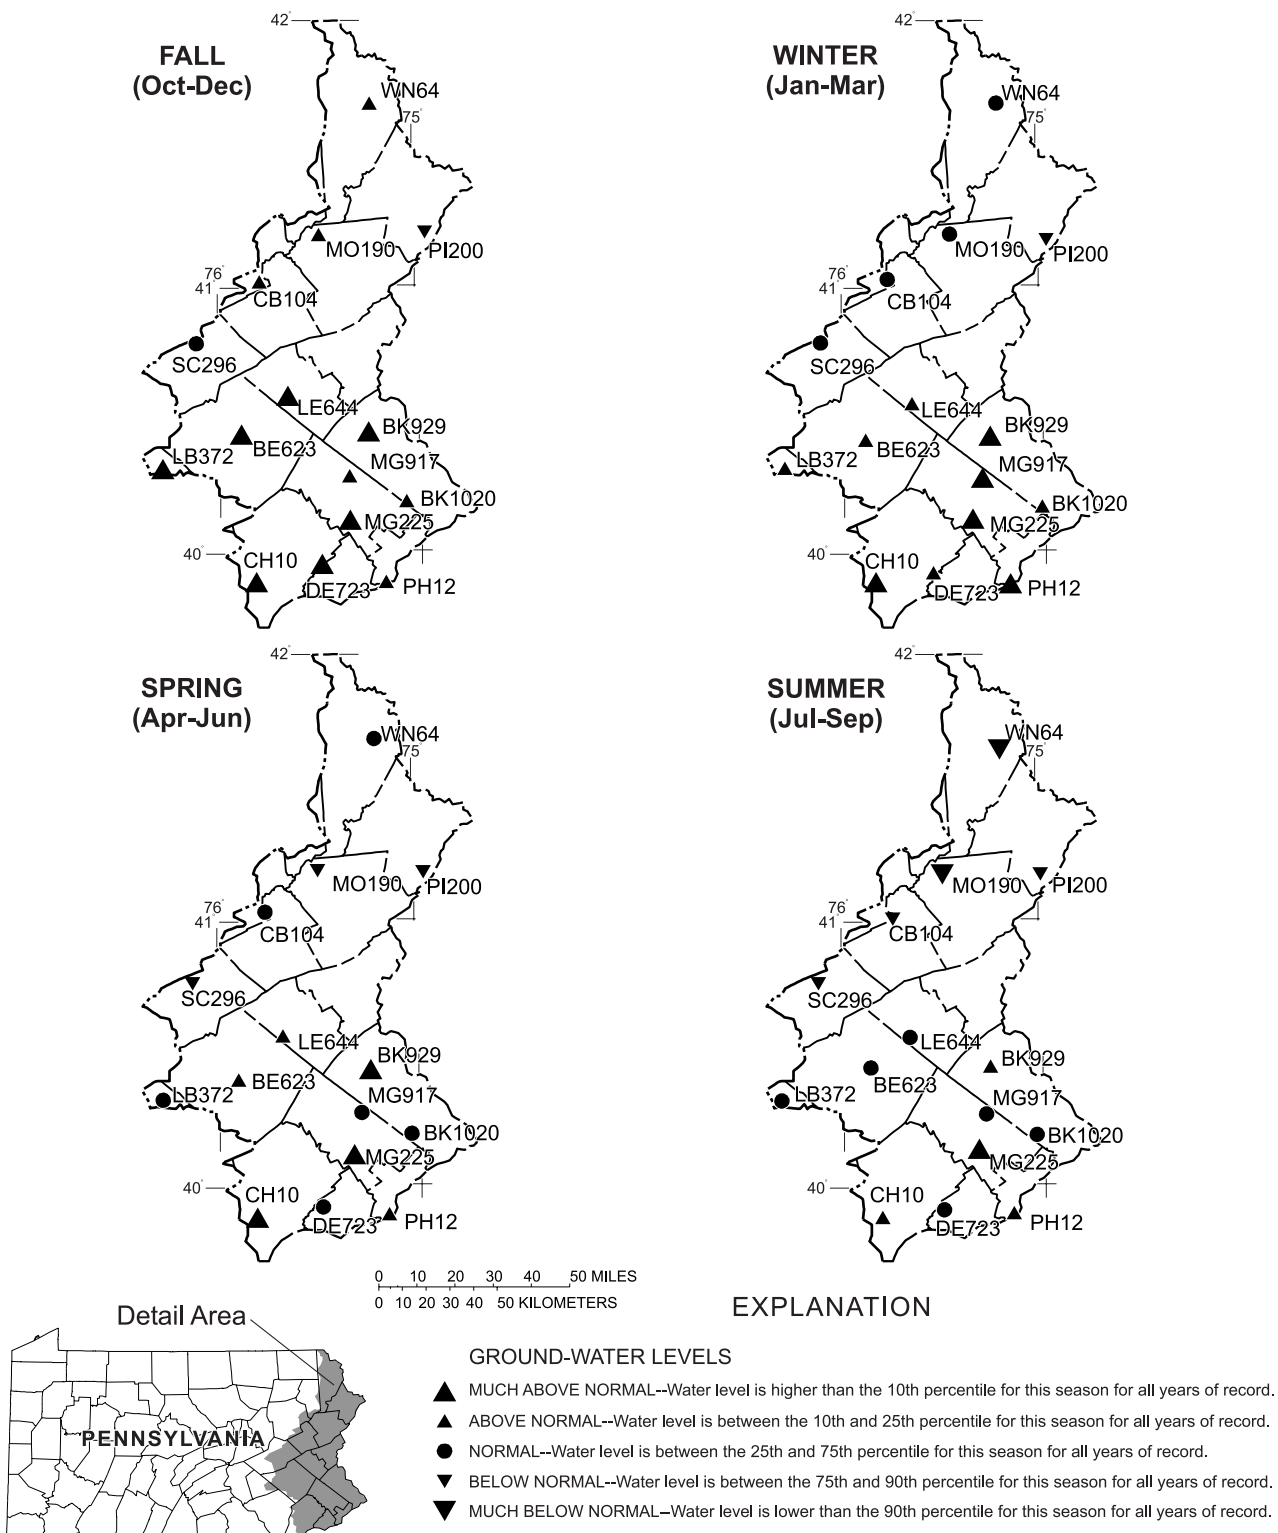 FALL
(Oct-Dec)
42°
WN64
75°
MO190
PI200
76°
41°
CB104
SC296
LE644
BK929
BE623
LB372
MG917
BK1020
MG225
40°
CH10
DE723
PH12
WINTER
(Jan-Mar)
42°
WN64
75°
MO190
PI200
76°
41°
CB104
SC296
LE644
BK929
BE623
LB372
MG917
BK1020
MG225
40°
CH10
DE723
PH12
SPRING
(Apr-Jun)
42°
WN64
75°
MO190
PI200
76°
41°
CB104
SC296
LE644
BK929
BE623
LB372
MG917
BK1020
MG225
40°
CH10
DE723
PH12
SUMMER
(Jul-Sep)
42°
WN64
75°
MO190
PI200
76°
41°
CB104
SC296
LE644
BK929
BE623
LB372
MG917
BK1020
MG225
40°
CH10
DE723
PH12
0 10 20 30 40 50 MILES
0 10 20 30 40 50 KILOMETERS
Detail Area
PENNSYLVANIA
EXPLANATION
GROUND-WATER LEVELS
MUCH ABOVE NORMAL--Water level is higher than the 10th percentile for this season for all years of record.
ABOVE NORMAL--Water level is between the 10th and 25th percentile for this season for all years of record.
NORMAL--Water level is between the 25th and 75th percentile for this season for all years of record.
BELOW NORMAL--Water level is between the 75th and 90th percentile for this season for all years of record.
MUCH BELOW NORMAL--Water level is lower than the 90th percentile for this season for all years of record.